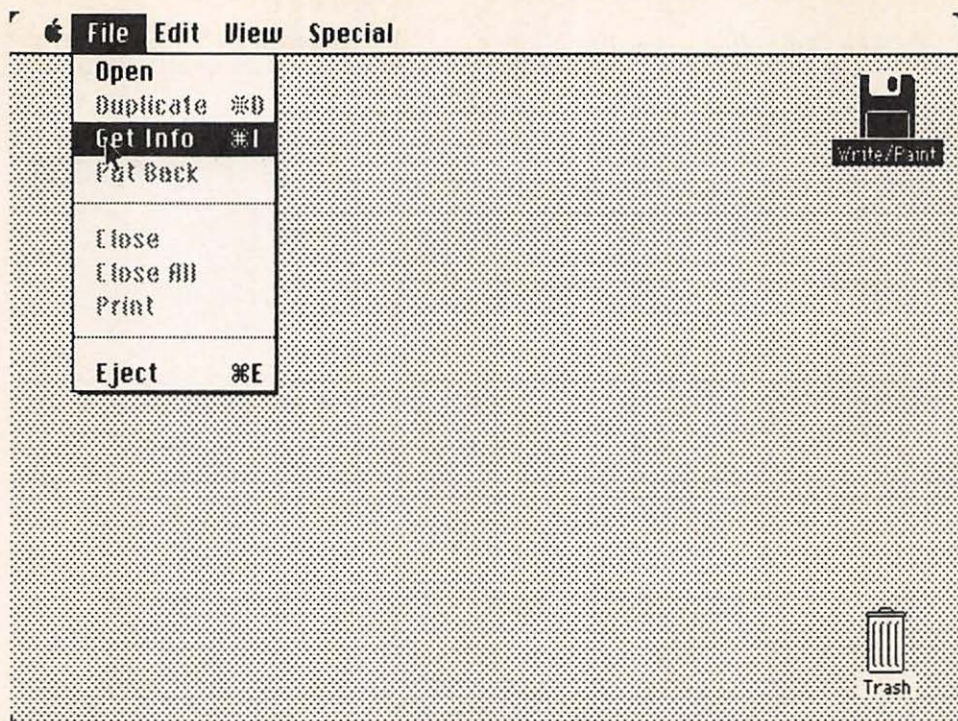 File Edit View Special
Open
Duplicate ⌘D
Get Info ⌘I
Put Back
Close
Close All
Print
Eject ⌘E
Write/Paint
Trash